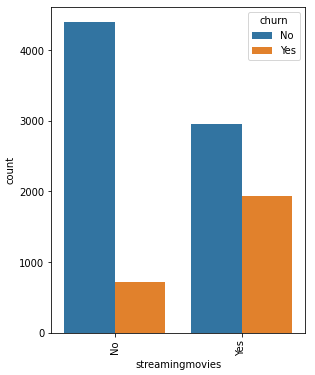 churn
No
Yes
4000
3000
2000
1000
0
count
No
Yes
streamingmovies